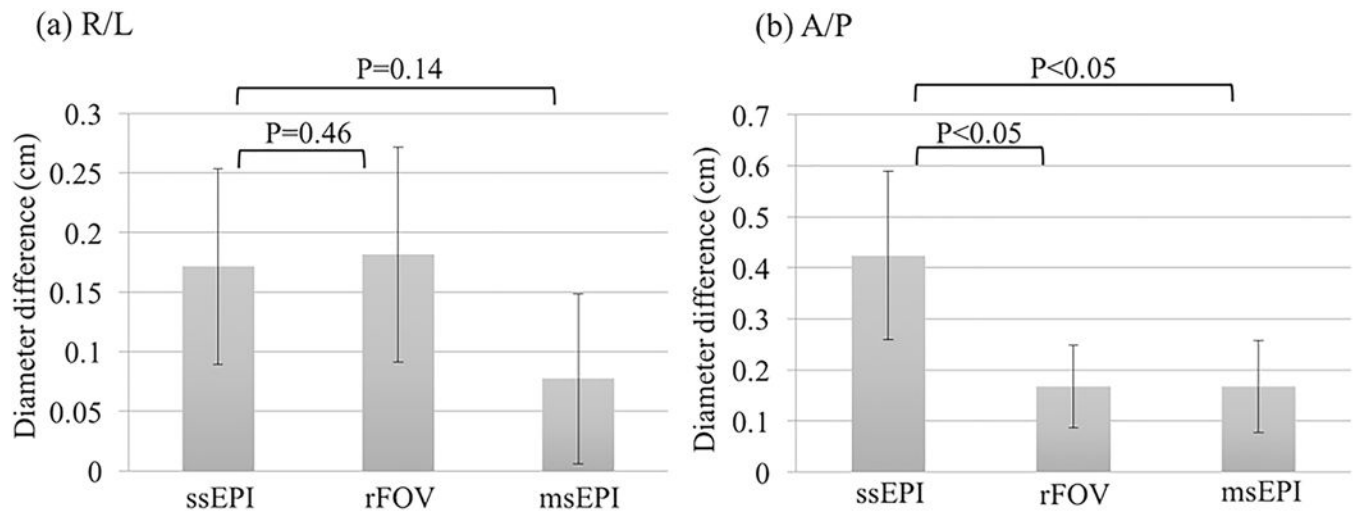 (a) R/L
P=0.14
P=0.46
Diameter difference (cm)
0.3
0.25
0.2
0.15
0.1
0.05
0
ssEPI rFOV msEPI
(b) A/P
P<0.05
P<0.05
Diameter difference (cm)
0.7
0.6
0.5
0.4
0.3
0.2
0.1
0
ssEPI rFOV msEPI